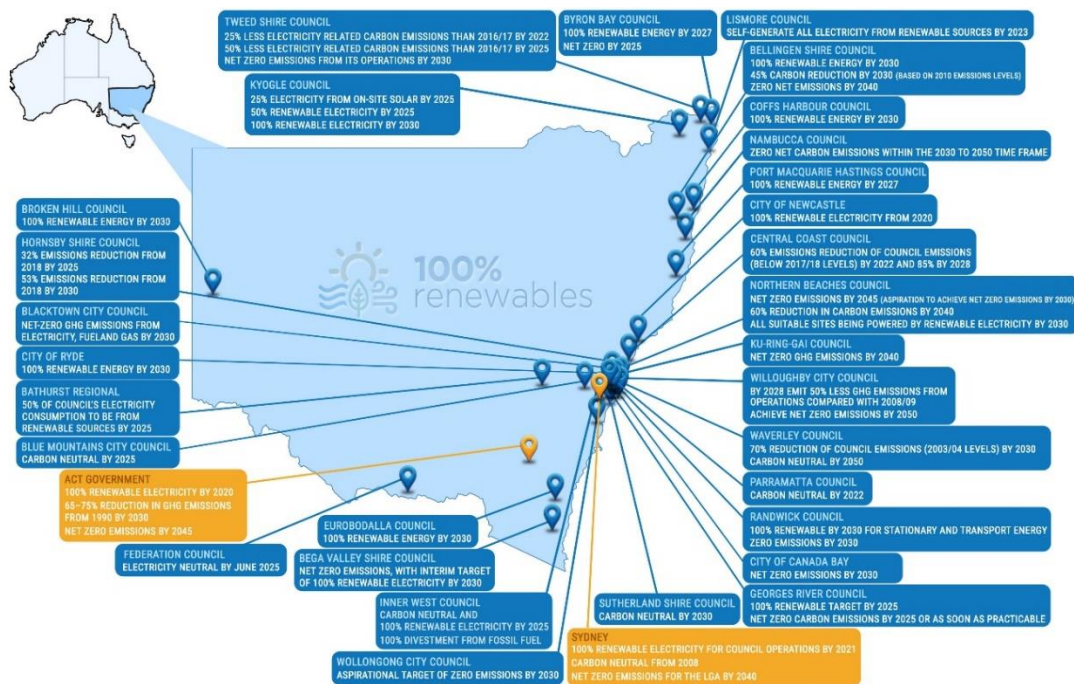 TWEED SHIRE COUNCIL
25% LESS ELECTRICITY RELATED CARBON EMISSIONS THAN 2016/17 BY 2022
50% LESS ELECTRICITY RELATED CARBON EMISSIONS THAN 2016/17 BY 2025
NET ZERO EMISSIONS FROM ITS OPERATIONS BY 2030
BYRON BAY COUNCIL
100% RENEWABLE ENERGY BY 2027
NET ZERO BY 2025
LISMORE COUNCIL
SELF-GENERATE ALL ELECTRICITY FROM RENEWABLE SOURCES BY 2023
BELLINGEN SHIRE COUNCIL
100% RENEWABLE ENERGY BY 2030
45% CARBON REDUCTION BY 2030 (BASED ON 2010 EMISSIONS LEVELS)
ZERO NET EMISSIONS BY 2040
KYOGLE COUNCIL
25% ELECTRICITY FROM ON-SITE SOLAR BY 2025
50% RENEWABLE ELECTRICITY BY 2025
100% RENEWABLE ELECTRICITY BY 2030
COFFS HARBOUR COUNCIL
100% RENEWABLE ENERGY BY 2030
NAMBUCCA COUNCIL
ZERO NET CARBON EMISSIONS WITHIN THE 2030 TO 2050 TIME FRAME
PORT MACQUARIE HASTINGS COUNCIL
100% RENEWABLE ENERGY BY 2027
CITY OF NEWCASTLE
100% RENEWABLE ELECTRICITY FROM 2020
CENTRAL COAST COUNCIL
60% EMISSIONS REDUCTION OF COUNCIL EMISSIONS
(BELOW 2017/18 LEVELS) BY 2022 AND 85% BY 2028
NORTHERN BEACHES COUNCIL
NET ZERO EMISSIONS BY 2045 (ASPIRATION TO ACHIEVE NET ZERO EMISSIONS BY 2030)
60% REDUCTION IN CARBON EMISSIONS BY 2040
ALL SUITABLE SITES BEING POWERED BY RENEWABLE ELECTRICITY BY 2030
KU-RING-GAI COUNCIL
NET ZERO GHG EMISSIONS BY 2040
WILLOUGHBY CITY COUNCIL
BY 2028 EMIT 50% LESS GHG EMISSIONS FROM
OPERATIONS COMPARED WITH 2008/09
ACHIEVE NET ZERO EMISSIONS BY 2050
WAVERLEY COUNCIL
70% REDUCTION OF COUNCIL EMISSIONS (2003/04 LEVELS) BY 2030
CARBON NEUTRAL BY 2050
PARRAMATTA COUNCIL
CARBON NEUTRAL BY 2022
RANDWICK COUNCIL
100% RENEWABLE BY 2030 FOR STATIONARY AND TRANSPORT ENERGY
ZERO EMISSIONS BY 2030
CITY OF CANADA BAY
NET ZERO EMISSIONS BY 2030
GEORGES RIVER COUNCIL
100% RENEWABLE TARGET BY 2025
NET ZERO CARBON EMISSIONS BY 2025 OR AS SOON AS PRACTICABLE
100%
renewables
BROKEN HILL COUNCIL
100% RENEWABLE ENERGY BY 2030
HORNSBY SHIRE COUNCIL
32% EMISSIONS REDUCTION FROM
2018 BY 2025
53% EMISSIONS REDUCTION FROM
2018 BY 2030
BLACKTOWN CITY COUNCIL
NET-ZERO GHG EMISSIONS FROM
ELECTRICITY, FUELAND GAS BY 2030
CITY OF RYDE
100% RENEWABLE ENERGY BY 2030
BATHURST REGIONAL
50% OF COUNCIL'S ELECTRICITY
CONSUMPTION TO BE FROM
RENEWABLE SOURCES BY 2025
BLUE MOUNTAINS CITY COUNCIL
CARBON NEUTRAL BY 2025
ACT GOVERNMENT
100% RENEWABLE ELECTRICITY BY 2020
65–75% REDUCTION IN GHG EMISSIONS
FROM 1990 BY 2030
NET ZERO EMISSIONS BY 2045
FEDERATION COUNCIL
ELECTRICITY NEUTRAL BY JUNE 2025
EUROBODALLA COUNCIL
100% RENEWABLE ENERGY BY 2030
BEGA VALLEY SHIRE COUNCIL
NET ZERO EMISSIONS, WITH INTERIM TARGET
OF 100% RENEWABLE ELECTRICITY BY 2030
INNER WEST COUNCIL
CARBON NEUTRAL AND
100% RENEWABLE ELECTRICITY BY 2025
100% DIVESTMENT FROM FOSSIL FUEL
WOLLONGONG CITY COUNCIL
ASPIRATIONAL TARGET OF ZERO EMISSIONS BY 2030
SUTHERLAND SHIRE COUNCIL
CARBON NEUTRAL BY 2030
SYDNEY
100% RENEWABLE ELECTRICITY FOR COUNCIL OPERATIONS BY 2021
CARBON NEUTRAL FROM 2008
NET ZERO EMISSIONS FOR THE LGA BY 2040